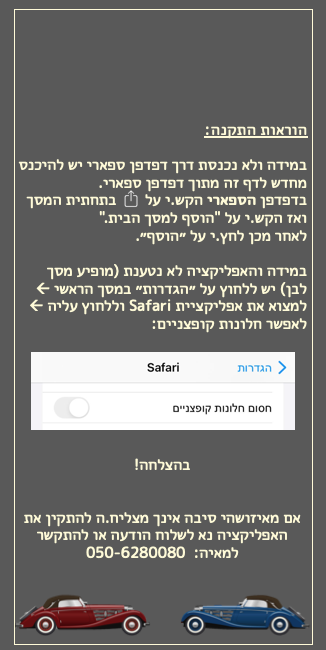 הוראות התקנה:
במידה ולא נכנסת דרך דפדפן ספארי יש להיכנס
מחדש לדף זה מתוך דפדפן ספארי.
בדפדפן הספארי הקש.י על בתחתית המסך
ואז הקש.י על "הוסף למסך הבית."
לאחר מכן לחץ.י על ״הוסף״.
במידה והאפליקציה לא נטענת (מופיע מסך
לבן) יש ללחוץ על ״הגדרות״ במסך הראשי ←
למצוא את אפליקציית Safari וללחוץ עליה ←
לאפשר חלונות קופצניים:
הגדרות Safari
חסום חלונות קופצניים
בהצלחה!
אם מאיזושהי סיבה אינך מצליח.ה להתקין את
האפליקציה נא לשלוח הודעה או להתקשר
למאיה: 050-6280080